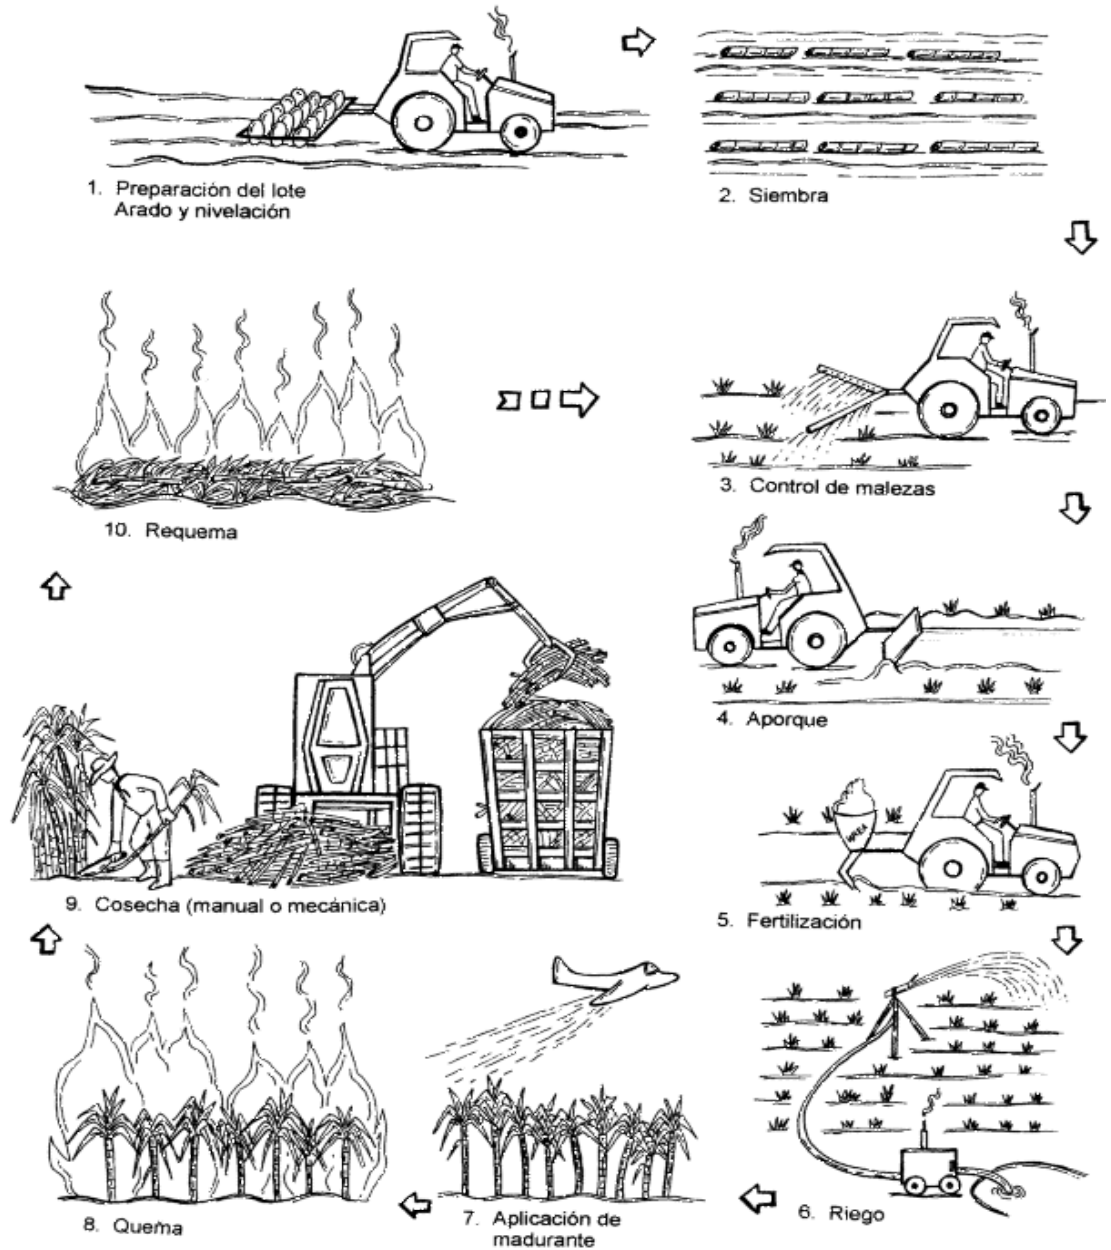 1. Preparación del lote
Arado y nivelación
2. Siembra
3. Control de malezas
4. Aporque
UREA
5. Fertilización
6. Riego
7. Aplicación de
madurante
8. Quema
9. Cosecha (manual o mecánica)
10. Requema